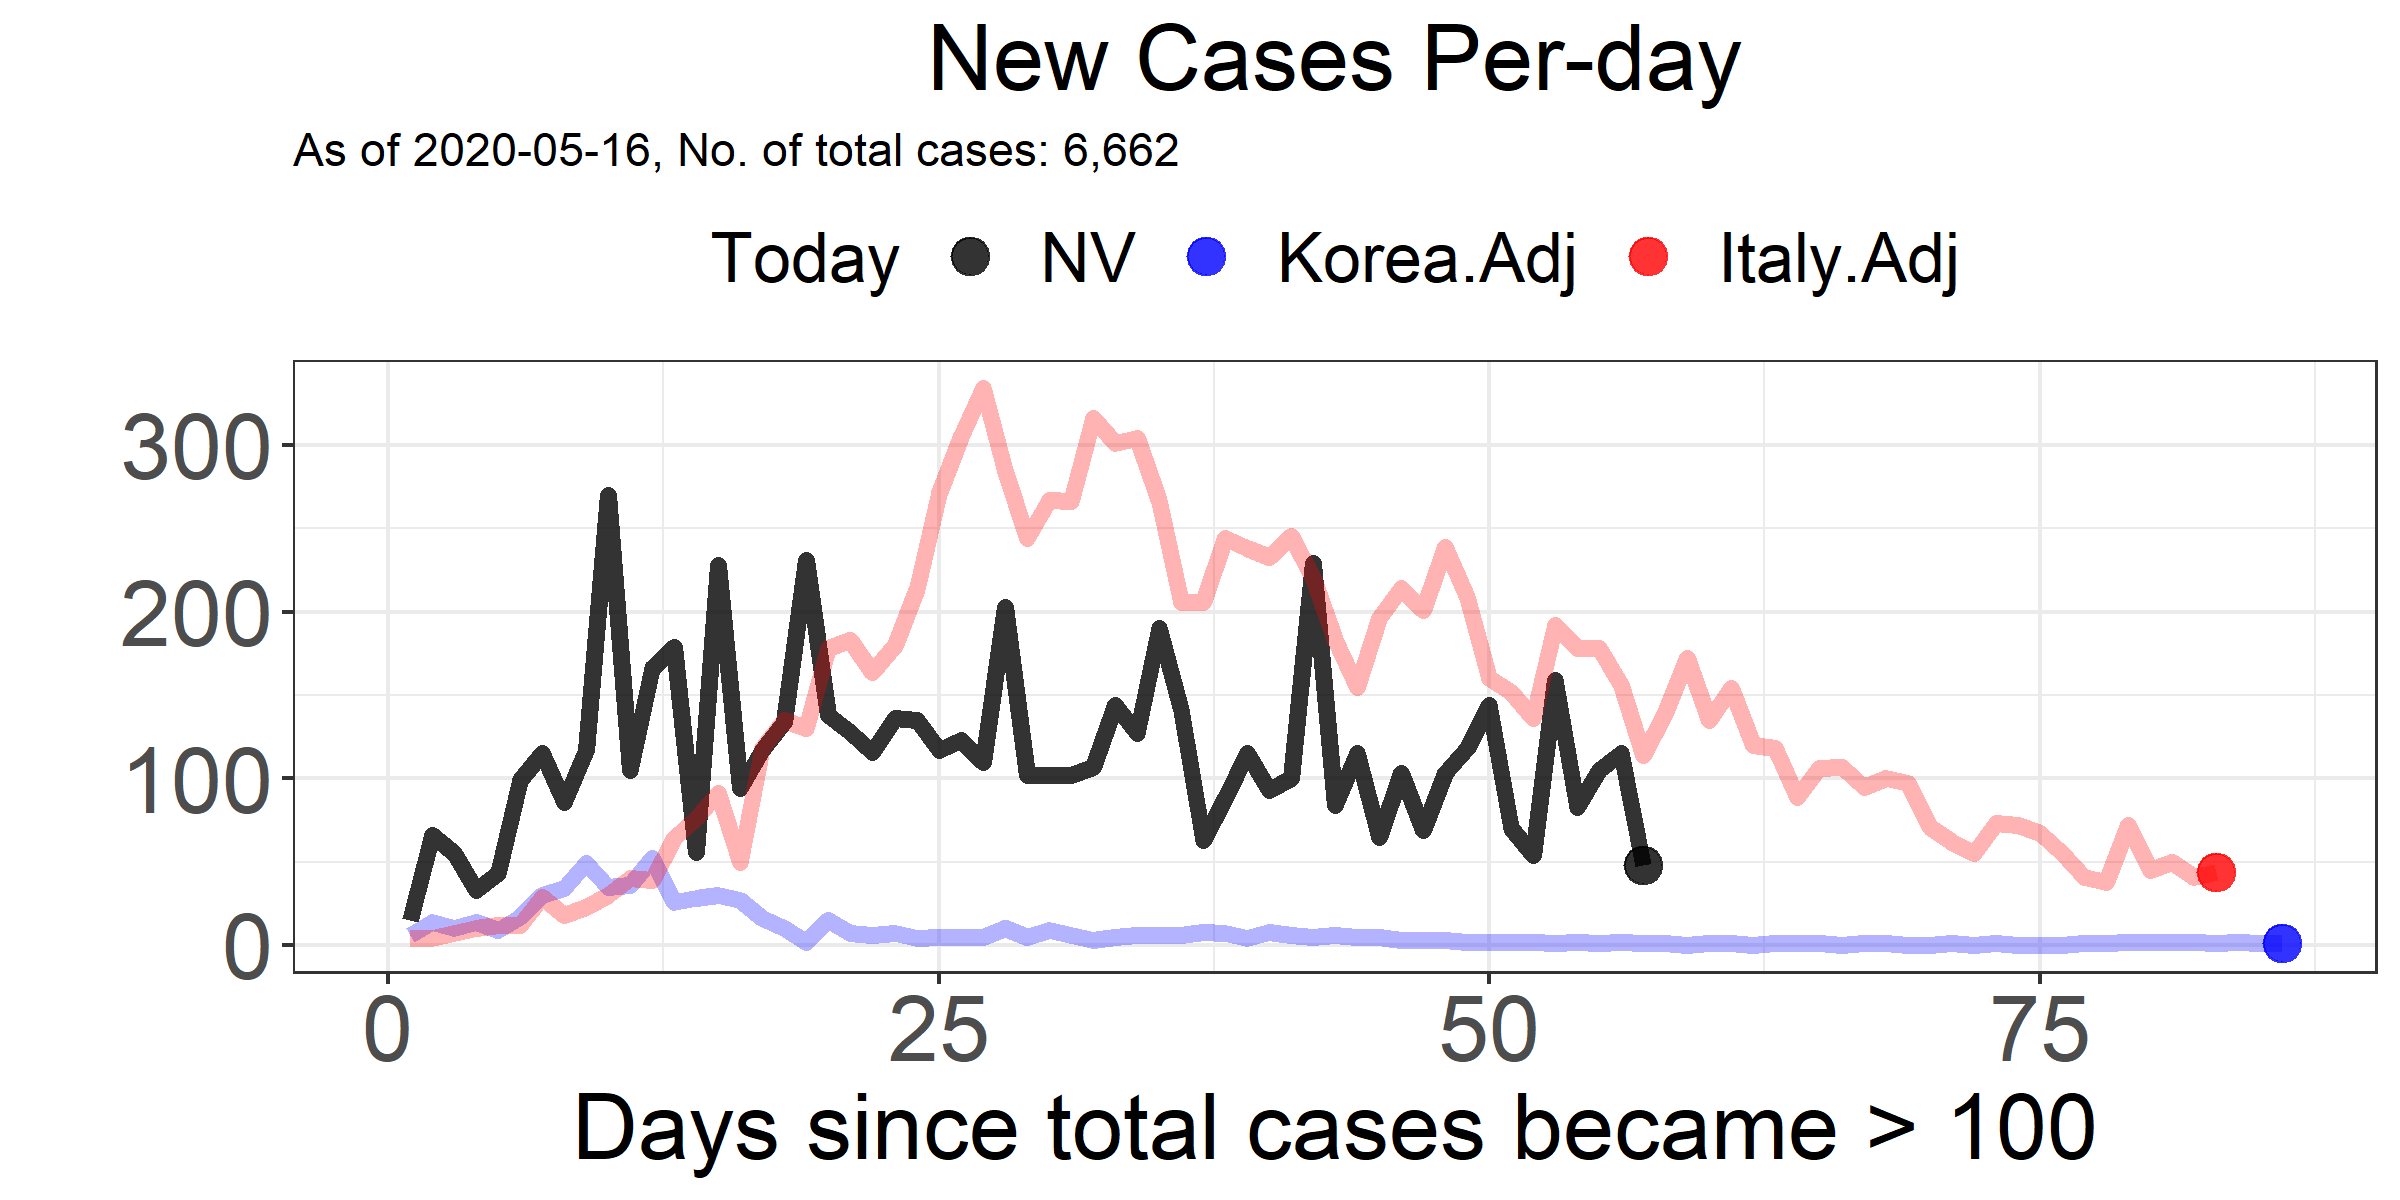 New Cases Per-day
As of 2020-05-16, No. of total cases: 6,662
Today NV Korea.Adj Italy.Adj
300
200
100
0
0 25 50 75
Days since total cases became > 100